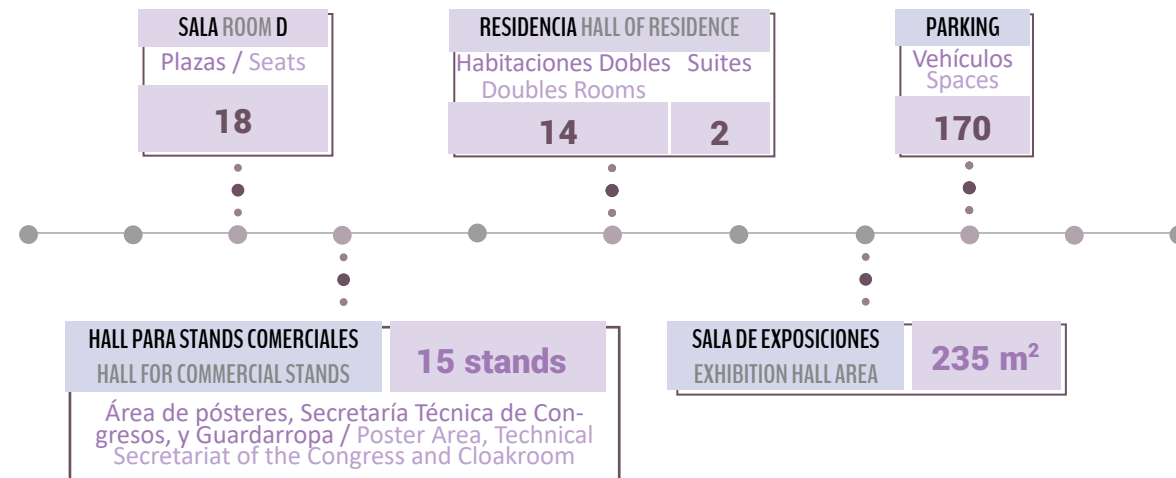 SALA ROOM D
Plazas / Seats
18
RESIDENCIA HALL OF RESIDENCE
Habitaciones Dobles
Doubles Rooms
14
Suites
2
PARKING
Vehículos
Spaces
170
HALL PARA STANDS COMERCIALES
HALL FOR COMMERCIAL STANDS
15 stands
Área de pósteres, Secretaría Técnica de Con-
gresos, y Guardarropa / Poster Area, Technical
Secretariat of the Congress and Cloakroom
SALA DE EXPOSICIONES
EXHIBITION HALL AREA
235 m²